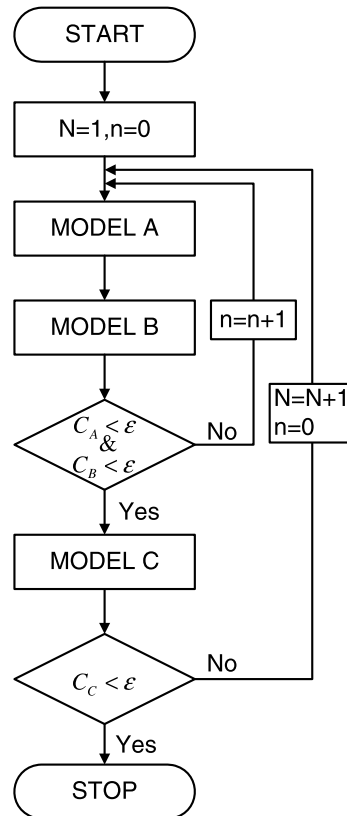 START
N=1,n=0
MODEL A
MODEL B
n=n+1
C_A < ε
&
C_B < ε
No
N=N+1
n=0
Yes
MODEL C
C_C < ε
No
Yes
STOP